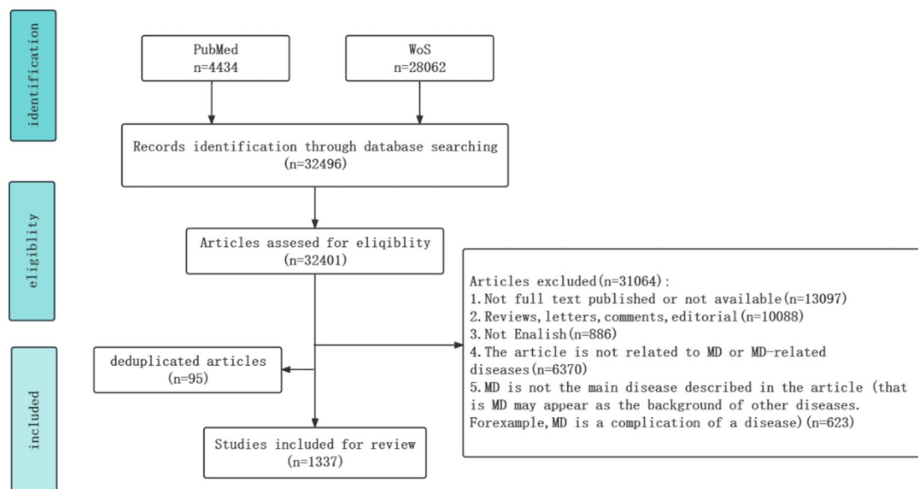 identification
PubMed
n=4434
WoS
n=28062
Records identification through database searching
(n=32496)
eligiblity
Articles assesed for eliqiblity
(n=32401)
Articles excluded(n=31064):
1.Not full text published or not available(n=13097)
2.Reviews,letters,comments,editorial(n=10088)
3.Not Enalish(n=886)
4.The article is not related to MD or MD-related
diseases(n=6370)
5.MD is not the main disease described in the article (that
is MD may appear as the background of other diseases.
Forexample,MD is a complication of a disease)(n=623)
included
deduplicated articles
(n=95)
Studies included for review
(n=1337)